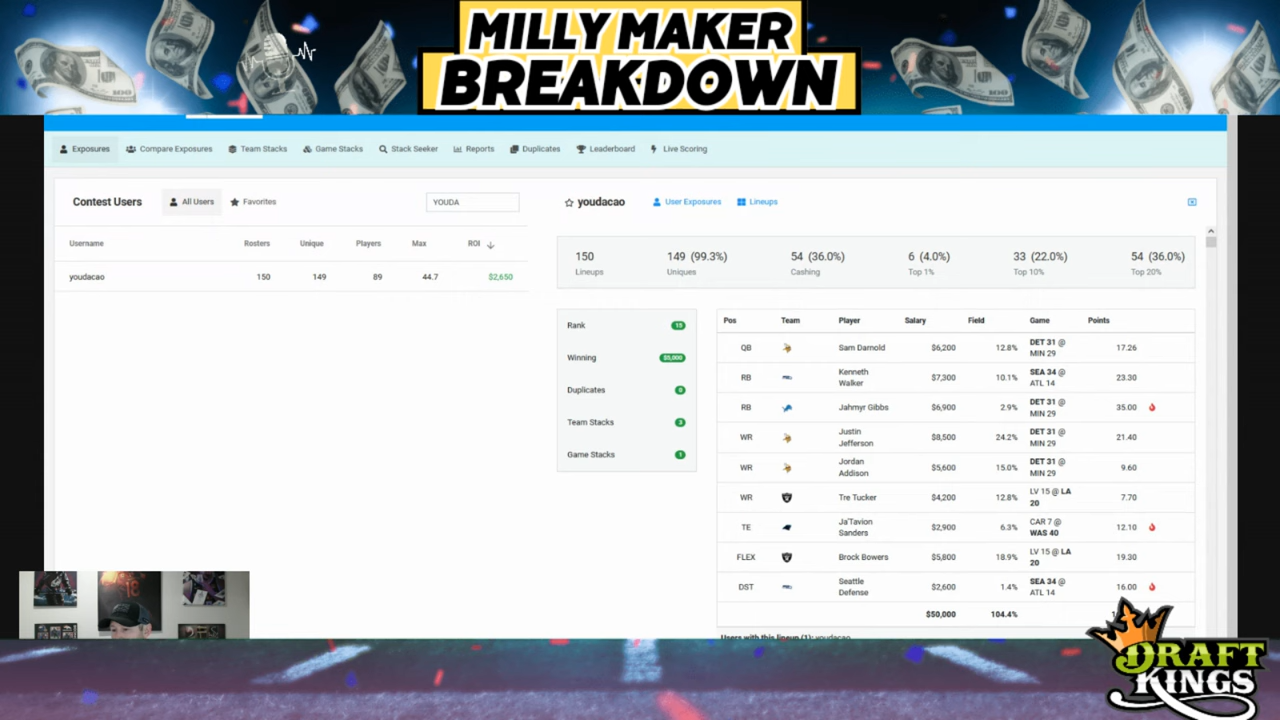 MILLY MAKER
BREAKDOWN
Exposures Compare Exposures Team Stacks Game Stacks Stack Seeker Reports Duplicates Leaderboard Live Scoring
Contest Users All Users Favorites YOUDA
Username Rosters Unique Players Max ROI
youdacao 150 149 89 44.7 $2,650
youdacao User Exposures Lineups
150 149 (99.3%) 54 (36.0%) 6 (4.0%) 33 (22.0%) 54 (36.0%)
Lineups Uniques Cashing Top 1% Top 10% Top 20%
Rank 15
Winning $5,000
Duplicates 0
Team Stacks 3
Game Stacks 1
Pos Team Player Salary Field Game Points
QB Sam Darnold $6,200 12.8% DET 31 @ MIN 29 17.26
RB Kenneth Walker $7,300 10.1% SEA 34 @ ATL 14 23.30
RB Jahmyr Gibbs $6,900 2.9% DET 31 @ MIN 29 35.00
WR Justin Jefferson $8,500 24.2% DET 31 @ MIN 29 21.40
WR Jordan Addison $5,600 15.0% DET 31 @ MIN 29 9.60
WR Tre Tucker $4,200 12.8% LV 15 @ LA 20 7.70
TE Ja'Tavion Sanders $2,900 6.3% CAR 7 @ WAS 40 12.10
FLEX Brock Bowers $5,800 18.9% LV 15 @ LA 20 19.30
DST Seattle Defense $2,600 1.4% SEA 34 @ ATL 14 16.00
$50,000 104.4%
Users with this lineup (1): youdacao
DRAFT
KINGS